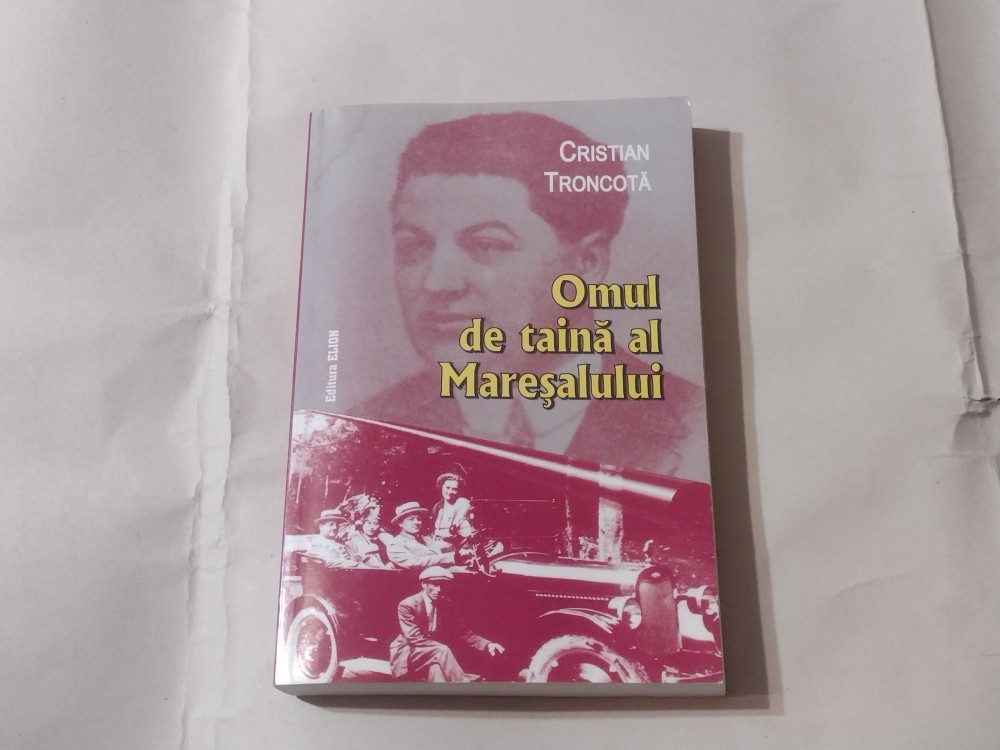 CRISTIAN
TRONCOTĂ
Omul
de taină al
Mareşalului
Editura ELION